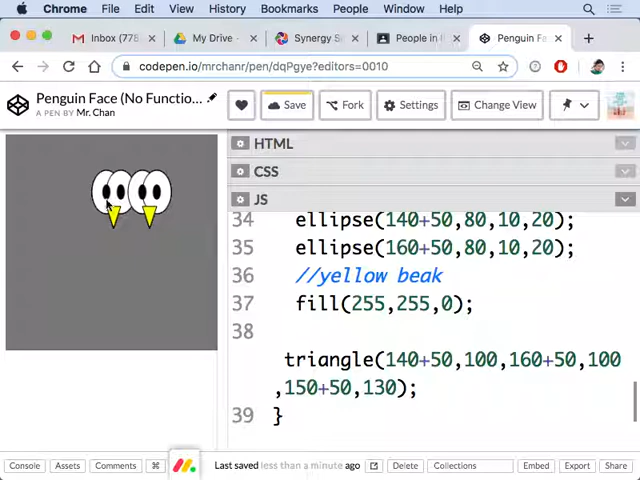 Chrome File Edit View History Bookmarks People Window Help
Inbox (778 My Drive - Synergy S People in Penguin Fa
codepen.io/mrchanr/pen/dqPgye?editors=0010
Penguin Face (No Functio...
A PEN BY Mr. Chan
Save Fork Settings Change View
HTML
CSS
JS
34 ellipse(140+50,80,10,20);
35 ellipse(160+50,80,10,20);
36 //yellow beak
37 fill(255,255,0);
38
triangle(140+50,100,160+50,100
,150+50,130);
39 }
Console Assets Comments ⌘ Last saved less than a minute ago Delete Collections Embed Export Share